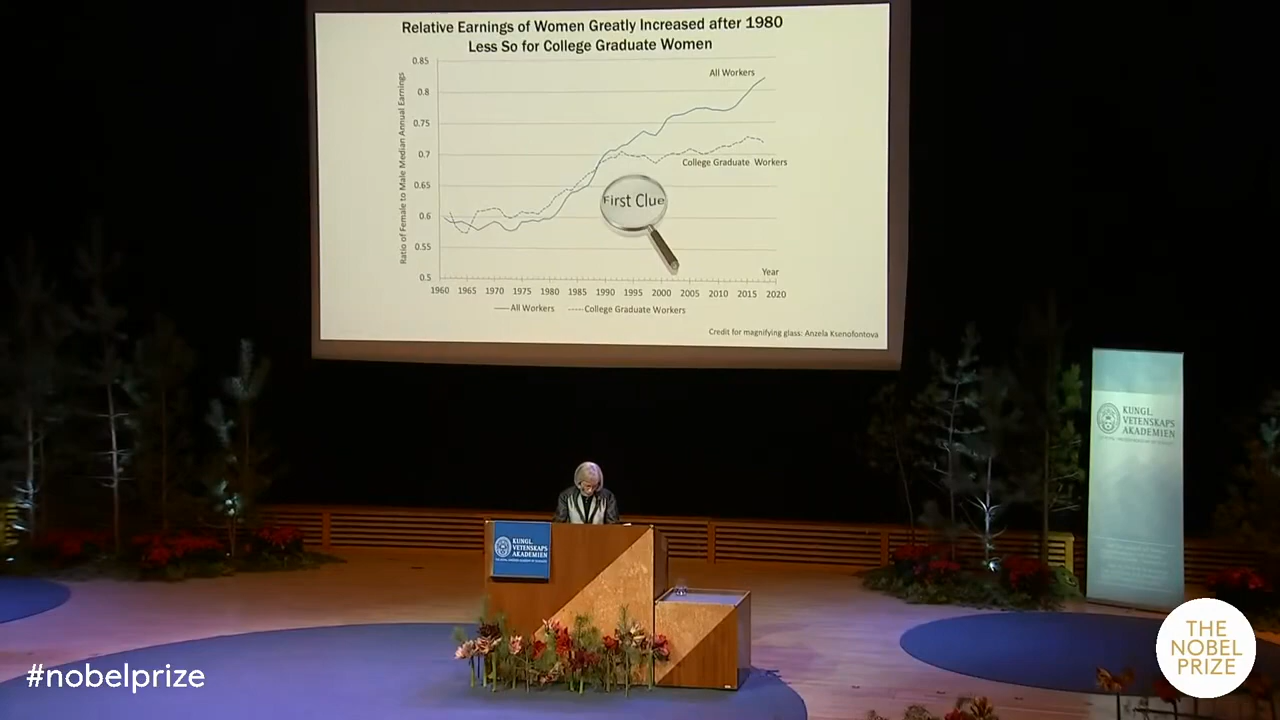 Relative Earnings of Women Greatly Increased after 1980
Less So for College Graduate Women
Ratio of Female to Male Median Annual Earnings
0.85
0.8
0.75
0.7
0.65
0.6
0.55
0.5
All Workers
College Graduate Workers
First Clue
Year
1960 1965 1970 1975 1980 1985 1990 1995 2000 2005 2010 2015 2020
All Workers College Graduate Workers
Credit for magnifying glass: Anzela Ksenofontova
KUNGL.
VETENSKAPS
AKADEMIEN
KUNGL.
VETENSKAPS
AKADEMIEN
THE
NOBEL
PRIZE
#nobelprize